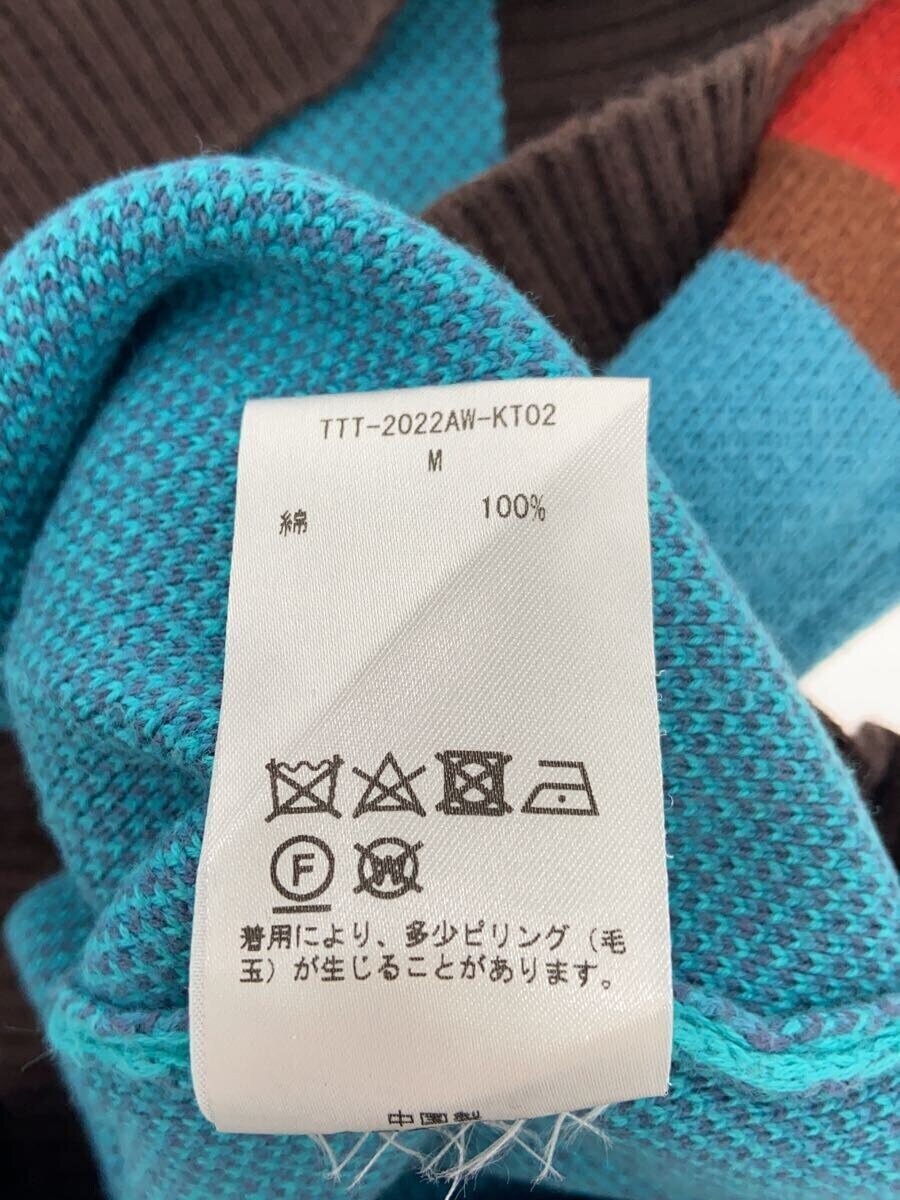 TTT-2022AW-KT02
M
綿 100%
F W
着用により、多少ピリング（毛
玉）が生じることがあります。
中国製